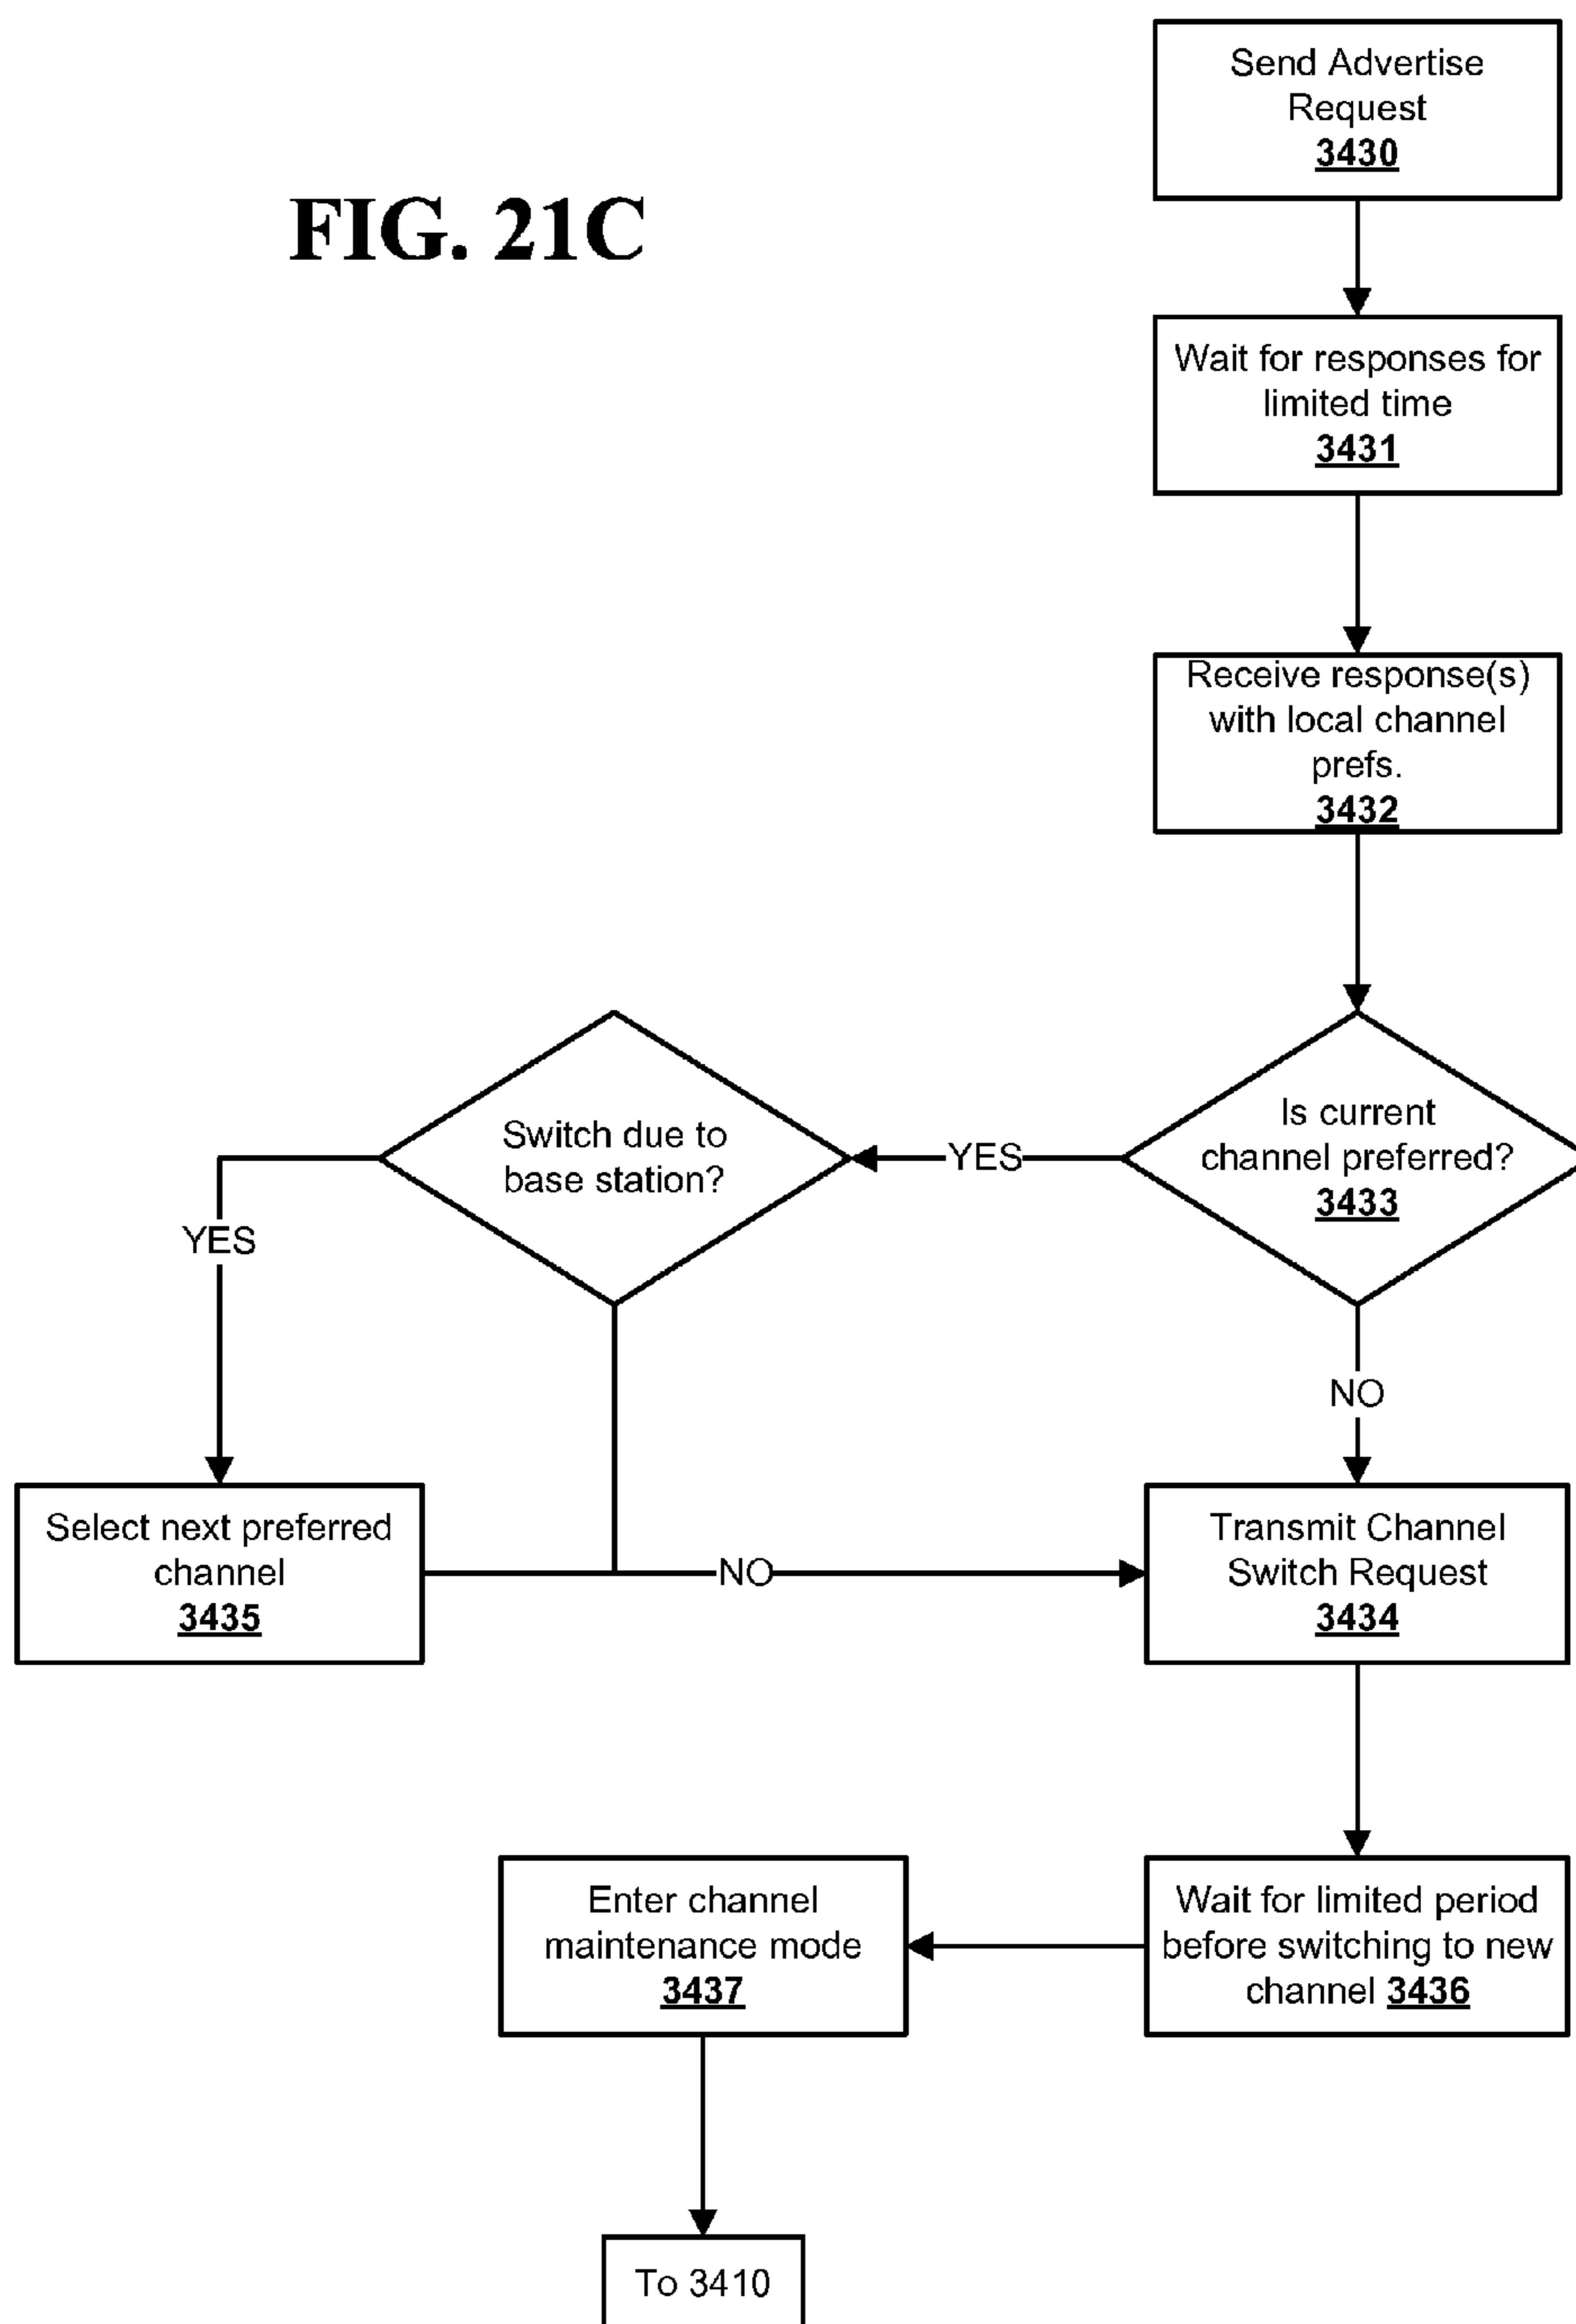 Send Advertise
Request
3430
FIG. 21C
Wait for responses for
limited time
3431
Receive response(s)
with local channel
prefs.
3432
Is current
channel preferred?
3433
YES
Switch due to
base station?
YES
NO
Select next preferred
channel
3435
NO
Transmit Channel
Switch Request
3434
Wait for limited period
before switching to new
channel 3436
Enter channel
maintenance mode
3437
To 3410